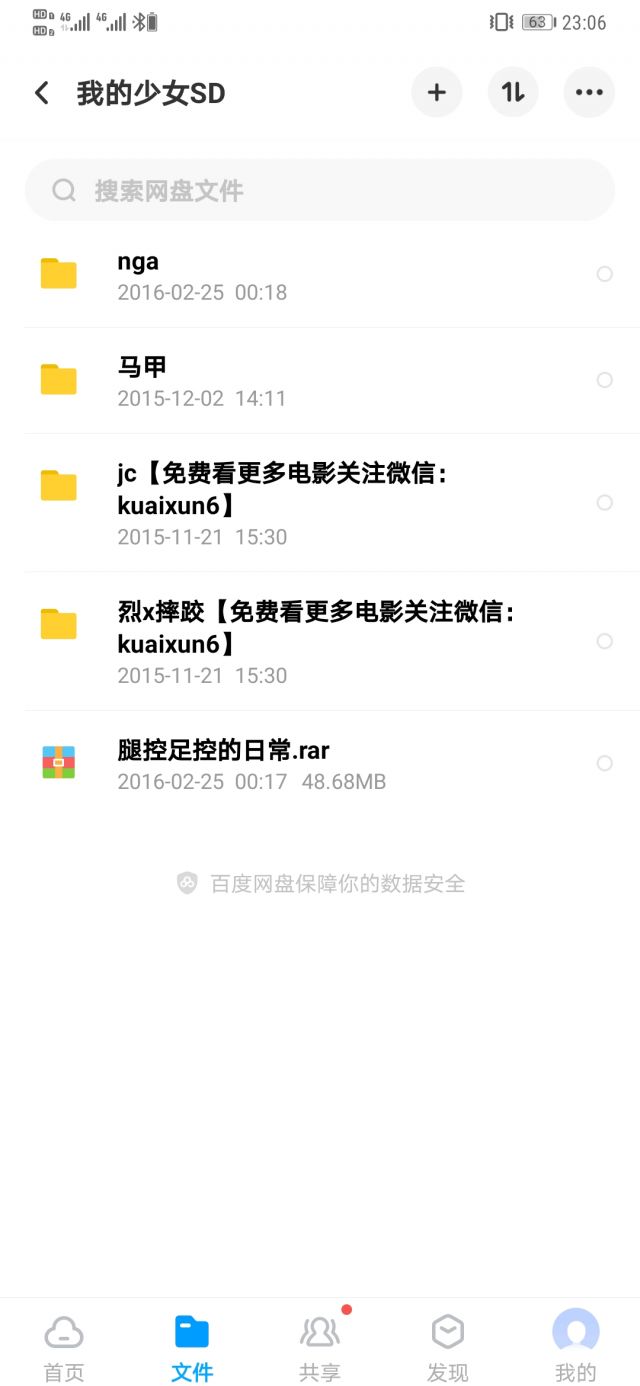 HD 1 4G 4G 63 23:06
HD 2
我的少女SD
搜索网盘文件
nga
2016-02-25 00:18
马甲
2015-12-02 14:11
jc【免费看更多电影关注微信：
kuaixun6】
2015-11-21 15:30
烈x摔跤【免费看更多电影关注微信：
kuaixun6】
2015-11-21 15:30
腿控足控的日常.rar
2016-02-25 00:17 48.68MB
百度网盘保障你的数据安全
首页 文件 共享 发现 我的